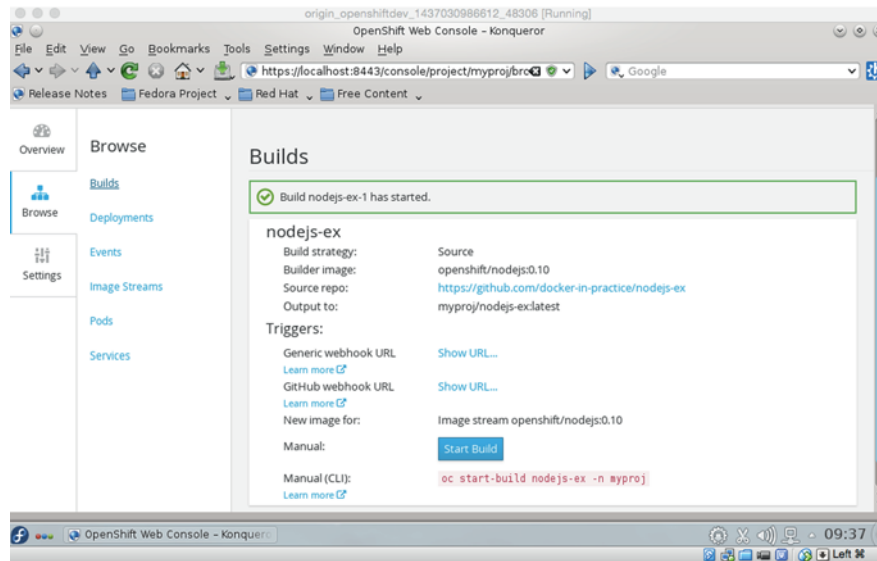 origin_openshiftdev_1437030986612_48306 [Running]
OpenShift Web Console – Konqueror
File Edit View Go Bookmarks Tools Settings Window Help
https://localhost:8443/console/project/myproj/bro
Google
Release Notes Fedora Project Red Hat Free Content
Overview
Browse
Settings
Browse
Builds
Deployments
Events
Image Streams
Pods
Services
Builds
Build nodejs-ex-1 has started.
nodejs-ex
Build strategy: Source
Builder image: openshift/nodejs:0.10
Source repo: https://github.com/docker-in-practice/nodejs-ex
Output to: myproj/nodejs-ex:latest
Triggers:
Generic webhook URL Show URL...
Learn more
GitHub webhook URL Show URL...
Learn more
New image for: Image stream openshift/nodejs:0.10
Manual: Start Build
Manual (CLI): oc start-build nodejs-ex -n myproj
Learn more
OpenShift Web Console – Konquero
09:37
Left ⌘